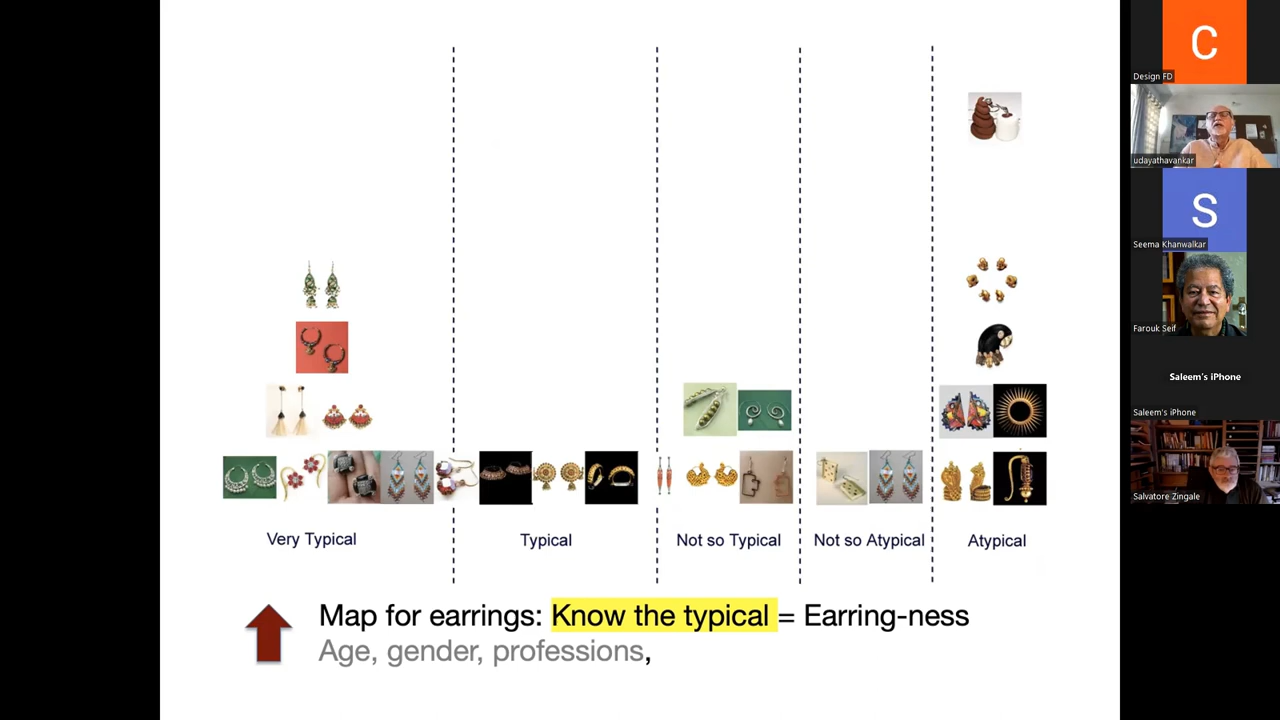 Very Typical
Typical
Not so Typical
Not so Atypical
Atypical
Map for earrings: Know the typical = Earring-ness
Age, gender, professions,
C
Design FD
udayathavankar
S
Seema Khanwalkar
Farouk Seif
Saleem's iPhone
Saleem's iPhone
Salvatore Zingale